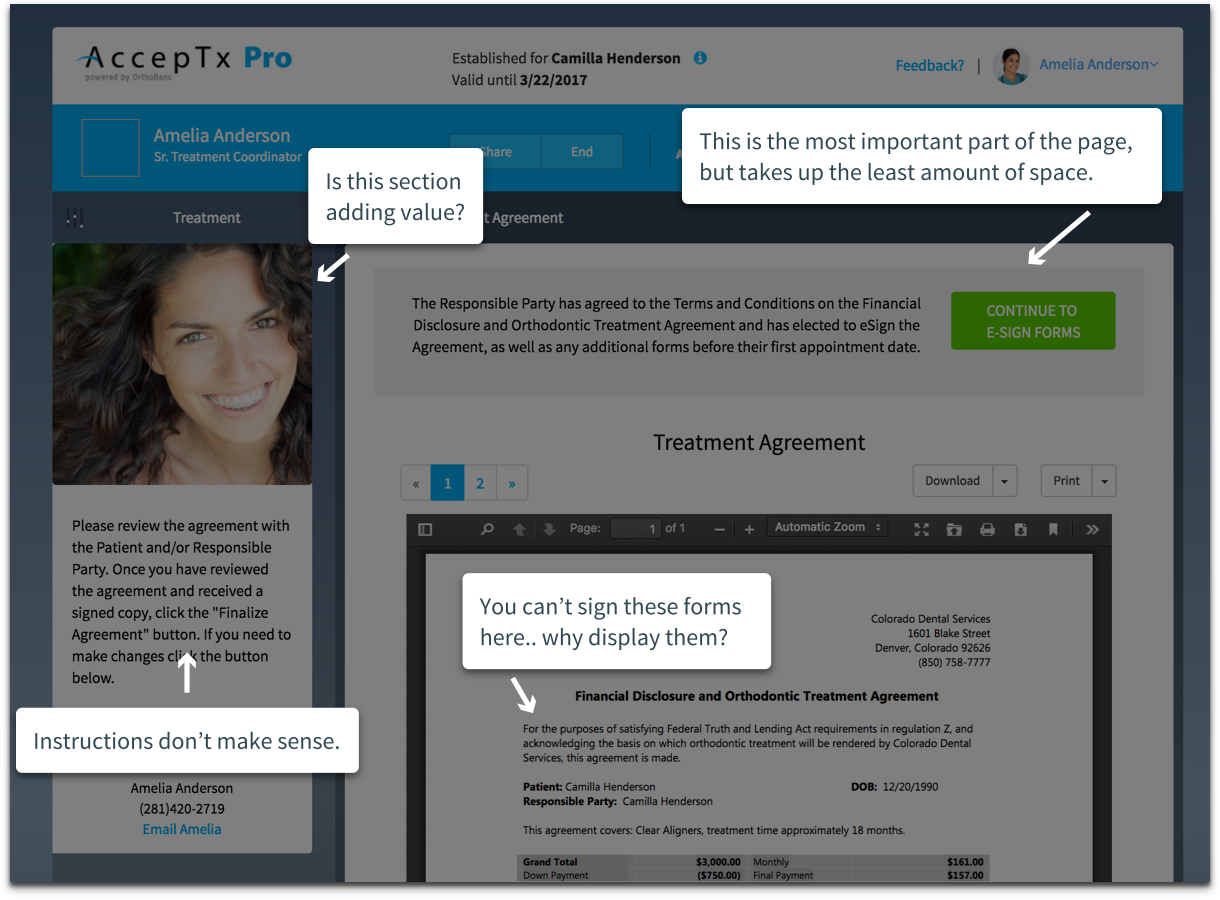 AccepTx Pro
powered by OrthoBanc
Established for Camilla Henderson
Valid until 3/22/2017
Feedback? | Amelia Anderson
Amelia Anderson
Sr. Treatment Coordinator
Share
End
This is the most important part of the page,
but takes up the least amount of space.
Is this section
adding value?
Treatment
Agreement
The Responsible Party has agreed to the Terms and Conditions on the Financial
Disclosure and Orthodontic Treatment Agreement and has elected to eSign the
Agreement, as well as any additional forms before their first appointment date.
CONTINUE TO
E-SIGN FORMS
Treatment Agreement
« 1 2 »
Download
Print
Page: 1 of 1
Automatic Zoom
Please review the agreement with
the Patient and/or Responsible
Party. Once you have reviewed
the agreement and received a
signed copy, click the "Finalize
Agreement" button. If you need to
make changes click the button
below.
Instructions don’t make sense.
Amelia Anderson
(281)420-2719
Email Amelia
You can’t sign these forms
here.. why display them?
Colorado Dental Services
1601 Blake Street
Denver, Colorado 92626
(850) 758-7777
Financial Disclosure and Orthodontic Treatment Agreement
For the purposes of satisfying Federal Truth and Lending Act requirements in regulation Z, and
acknowledging the basis on which orthodontic treatment will be rendered by Colorado Dental
Services, this agreement is made.
Patient: Camilla Henderson DOB: 12/20/1990
Responsible Party: Camilla Henderson
This agreement covers: Clear Aligners, treatment time approximately 18 months.
Grand Total $3,000.00 Monthly $161.00
Down Payment ($750.00) Final Payment $157.00